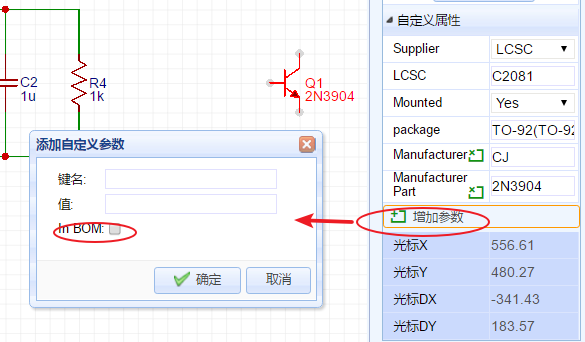 C2
1u
R4
1k
Q1
2N3904
添加自定义参数
键名:
值:
In BOM:
确定
取消
自定义属性
Supplier LCSC
LCSC C2081
Mounted Yes
package TO-92(TO-92
Manufacturer CJ
Manufacturer
Part 2N3904
增加参数
光标X 556.61
光标Y 480.27
光标DX -341.43
光标DY 183.57